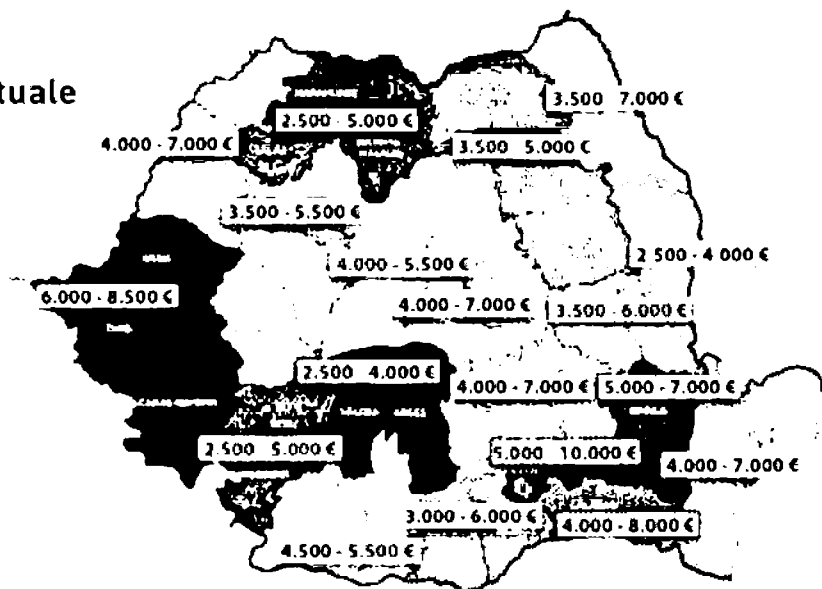 tuale
3.500 7.000 €
2.500 - 5.000 €
4.000 - 7.000 €
3.500 5.000 €
3.500 - 5.500 €
2 500 - 4 000 €
4.000 - 5.500 €
6.000 - 8.500 €
4.000 - 7.000 €
3.500 - 6.000 €
2.500 4.000 €
4.000 - 7.000 €
5.000 - 7.000 €
2.500 5.000 €
5.000 10.000 €
4.000 - 7.000 €
3.000 - 6.000 €
4.000 - 8.000 €
4.500 - 5.500 €